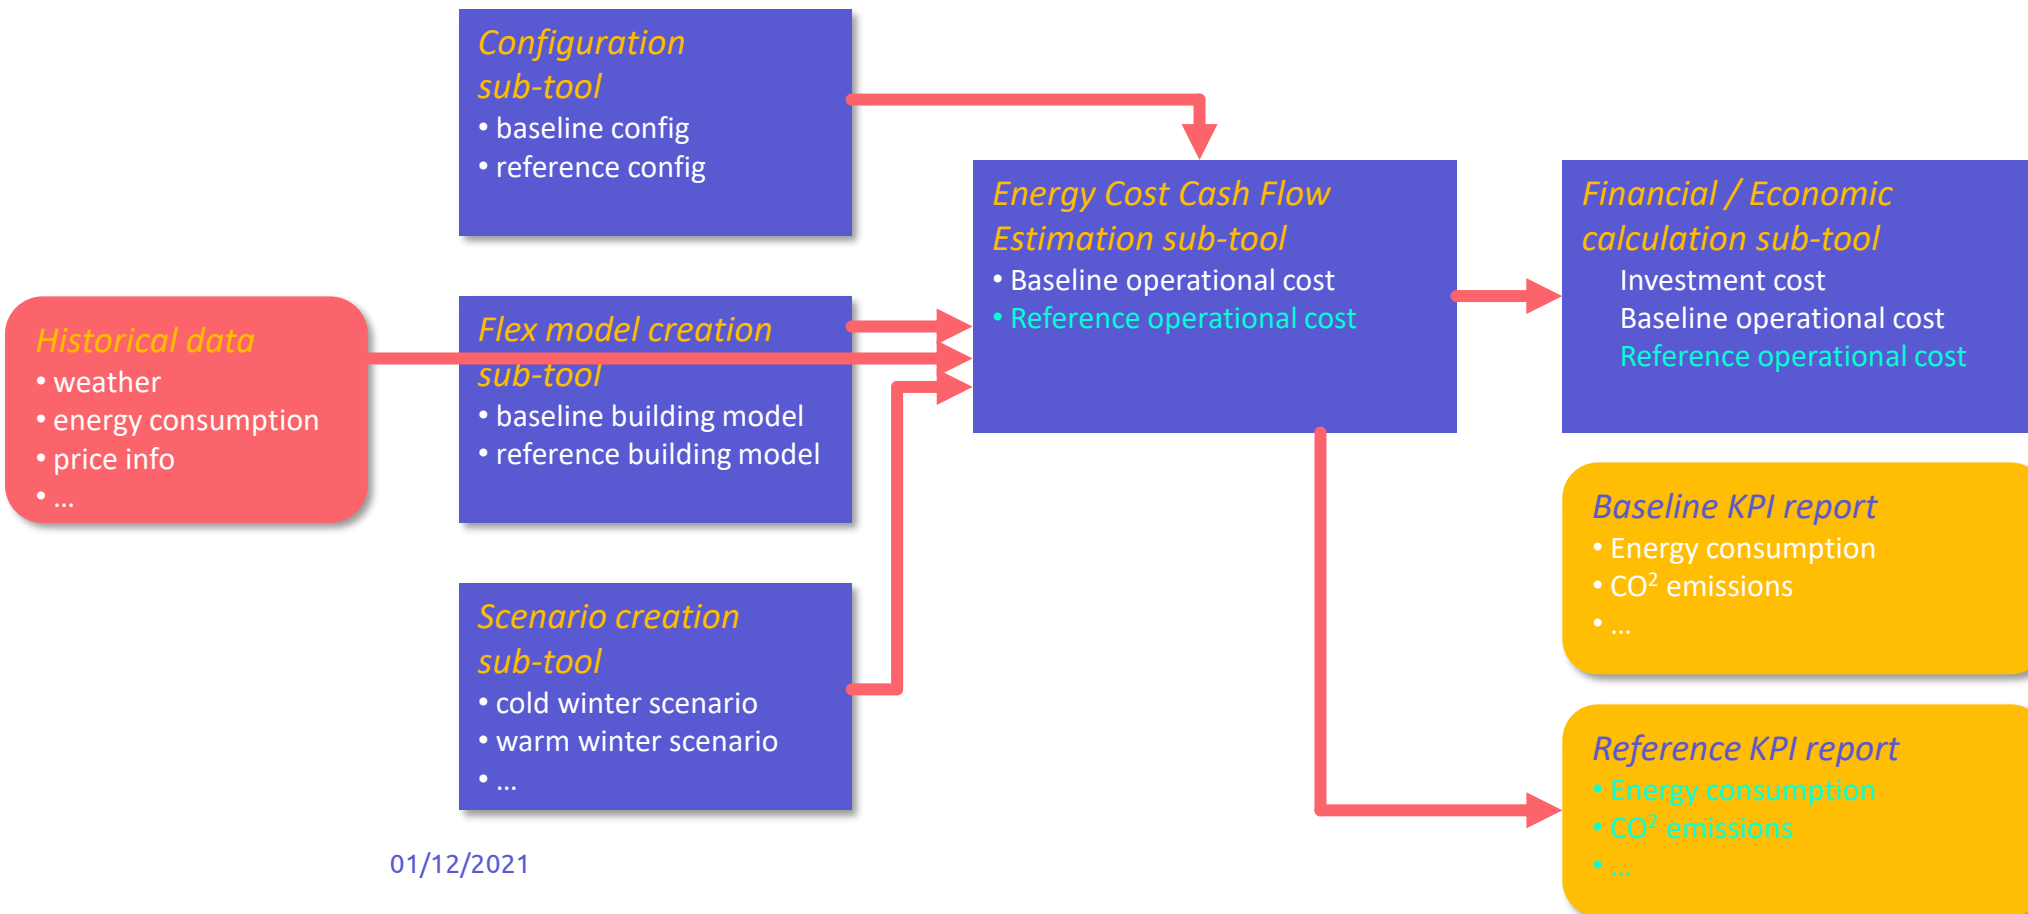 Configuration
sub-tool
• baseline config
• reference config
Historical data
• weather
• energy consumption
• price info
• ...
Flex model creation
sub-tool
• baseline building model
• reference building model
Scenario creation
sub-tool
• cold winter scenario
• warm winter scenario
• ...
Energy Cost Cash Flow
Estimation sub-tool
• Baseline operational cost
• Reference operational cost
Financial / Economic
calculation sub-tool
Investment cost
Baseline operational cost
Reference operational cost
Baseline KPI report
• Energy consumption
• CO² emissions
• ...
Reference KPI report
• Energy consumption
• CO² emissions
• ...
01/12/2021